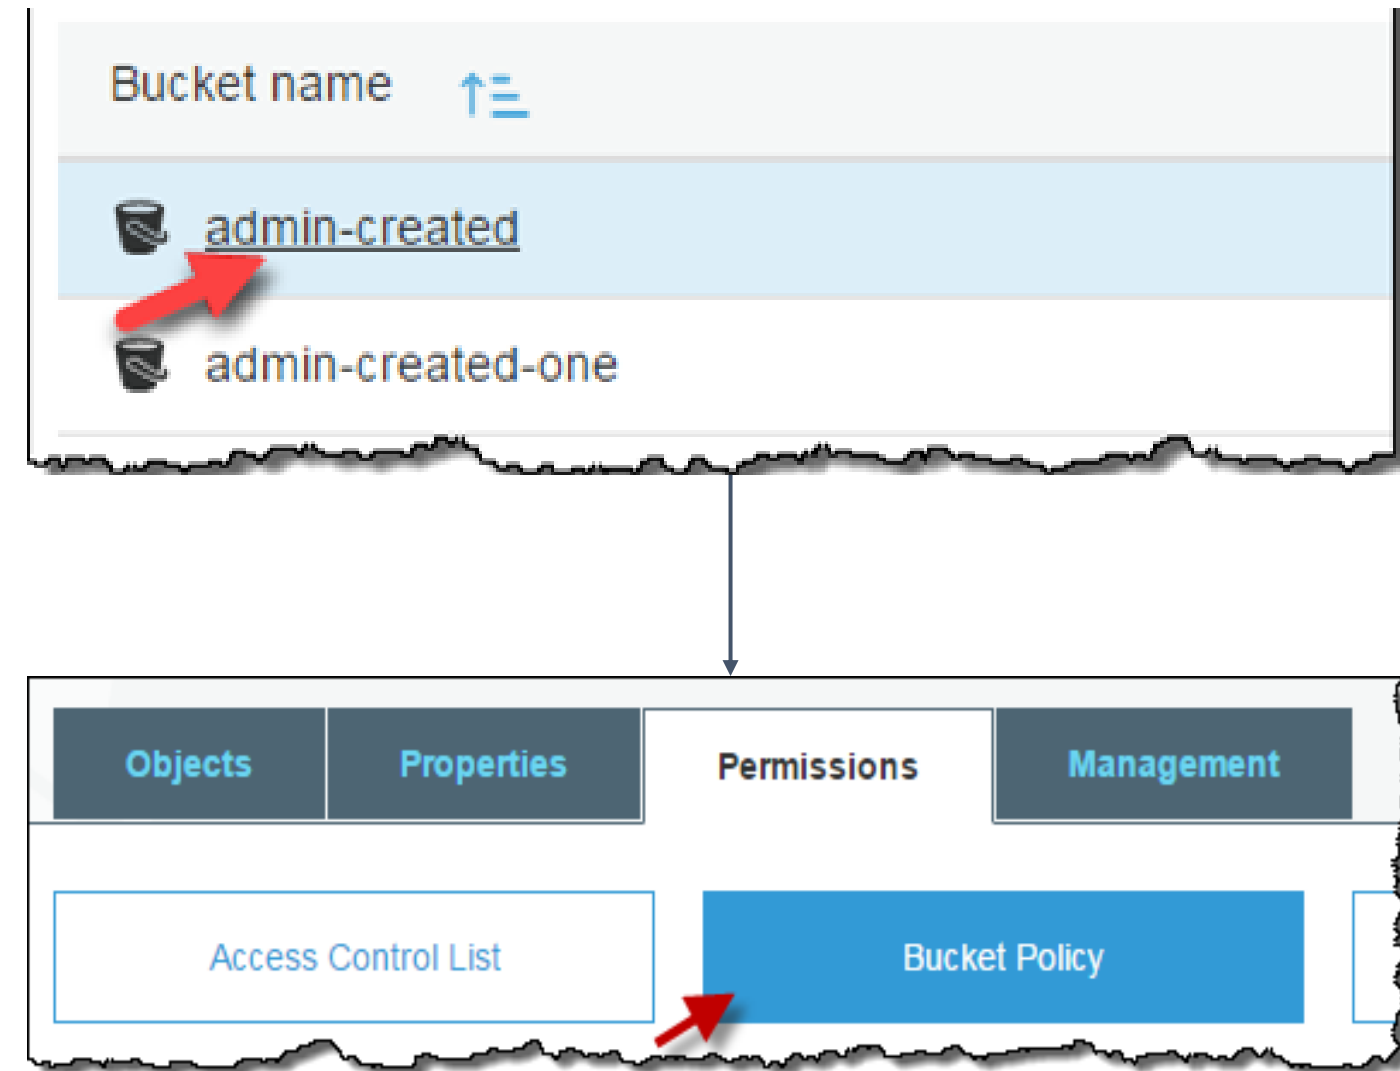 Bucket name
admin-created
admin-created-one
Objects Properties Permissions Management
Access Control List Bucket Policy